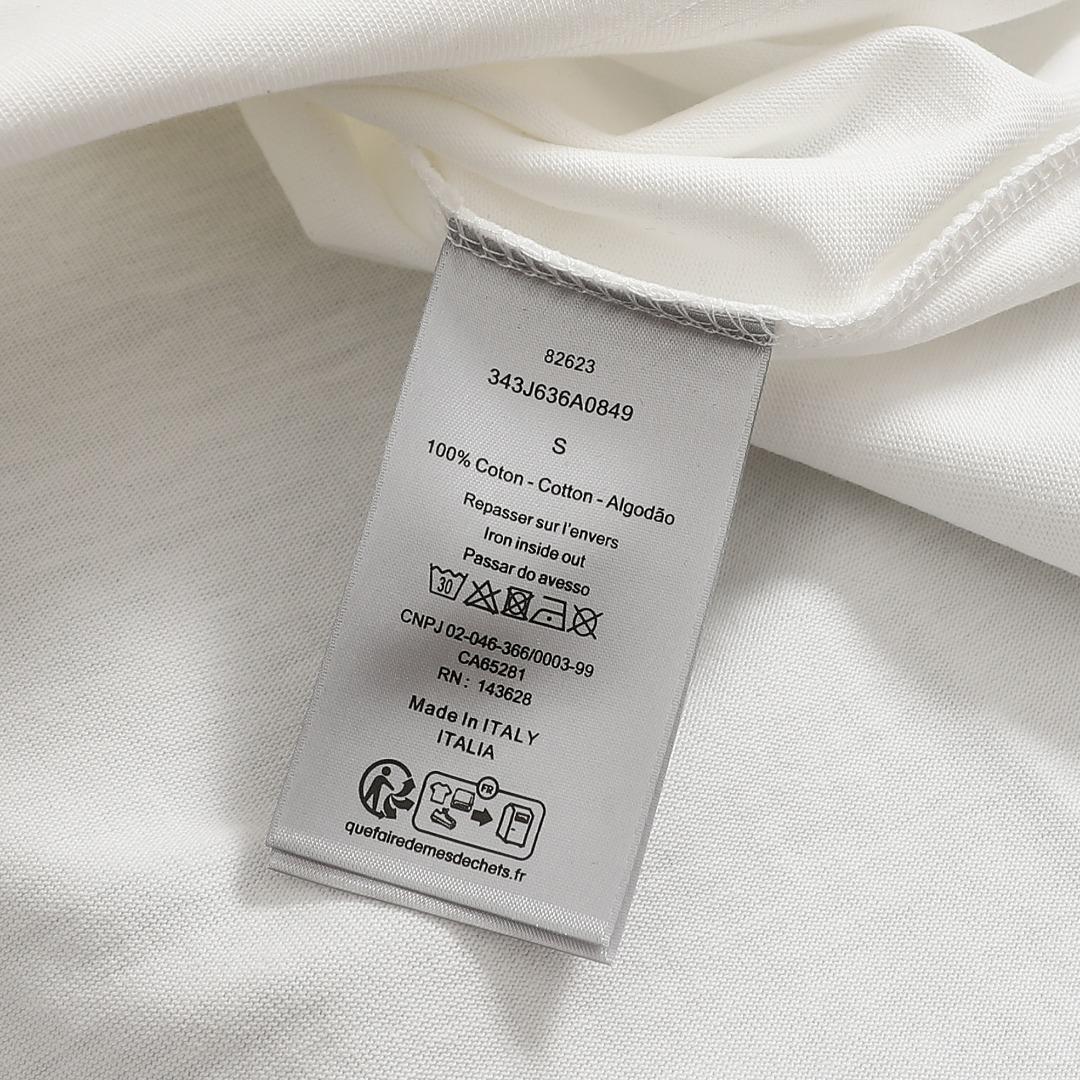 82623
343J636A0849
S
100% Coton - Cotton - Algodão
Repasser sur l'envers
Iron inside out
Passar do avesso
30
CNPJ 02-046-366/0003-99
CA65281
RN: 143628
Made In ITALY
ITALIA
FR
quefairedemesdechets.fr